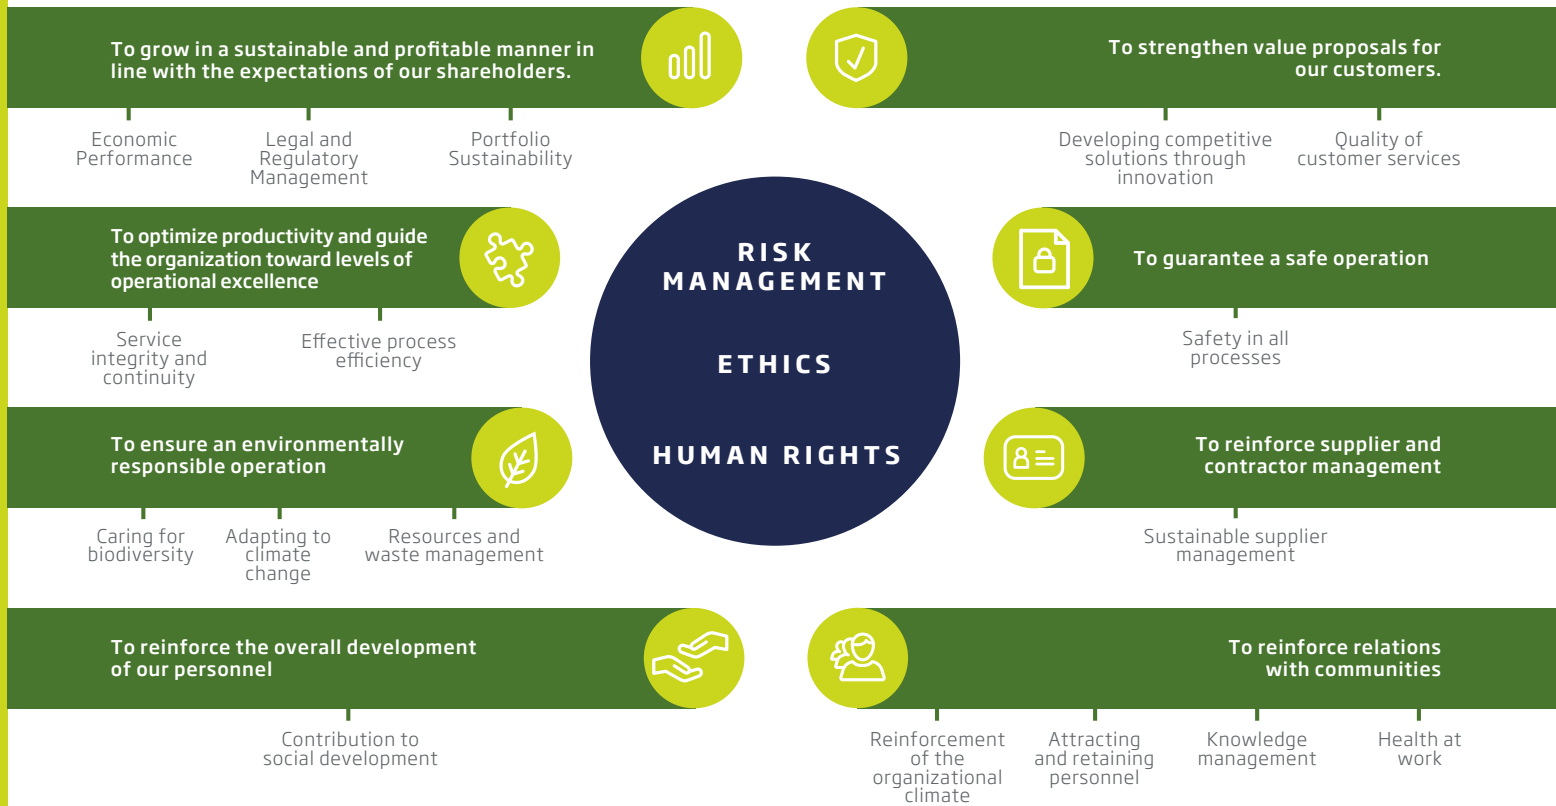 To grow in a sustainable and profitable manner in
line with the expectations of our shareholders.
Economic
Performance
Legal and
Regulatory
Management
Portfolio
Sustainability
To strengthen value proposals for
our customers.
Developing competitive
solutions through
innovation
Quality of
customer services
To optimize productivity and guide
the organization toward levels of
operational excellence
Service
integrity and
continuity
Effective process
efficiency
RISK
MANAGEMENT
ETHICS
HUMAN RIGHTS
To guarantee a safe operation
Safety in all
processes
To ensure an environmentally
responsible operation
Caring for
biodiversity
Adapting to
climate
change
Resources and
waste management
To reinforce supplier and
contractor management
Sustainable supplier
management
To reinforce the overall development
of our personnel
Contribution to
social development
To reinforce relations
with communities
Reinforcement
of the
organizational
climate
Attracting
and retaining
personnel
Knowledge
management
Health at
work